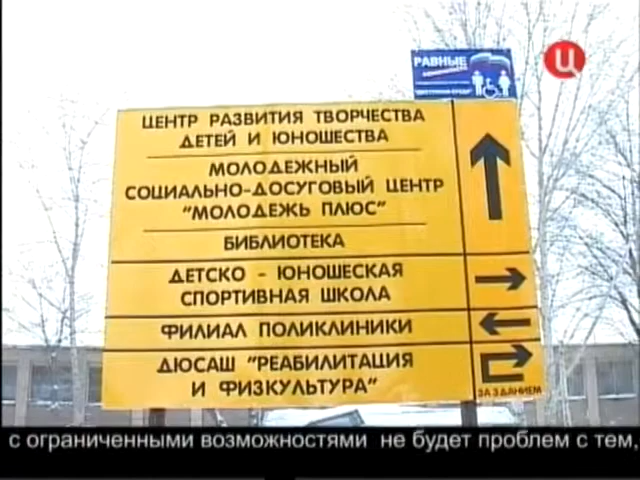 РАВНЫЕ
Ц
ЦЕНТР РАЗВИТИЯ ТВОРЧЕСТВА
ДЕТЕЙ И ЮНОШЕСТВА
МОЛОДЕЖНЫЙ
СОЦИАЛЬНО-ДОСУГОВЫЙ ЦЕНТР
"МОЛОДЕЖЬ ПЛЮС"
БИБЛИОТЕКА
ДЕТСКО - ЮНОШЕСКАЯ
СПОРТИВНАЯ ШКОЛА
ФИЛИАЛ ПОЛИКЛИНИКИ
ДЮСАШ "РЕАБИЛИТАЦИЯ
И ФИЗКУЛЬТУРА"
ЗА ЗДАНИЕМ
с ограниченными возможностями не будет проблем с тем,